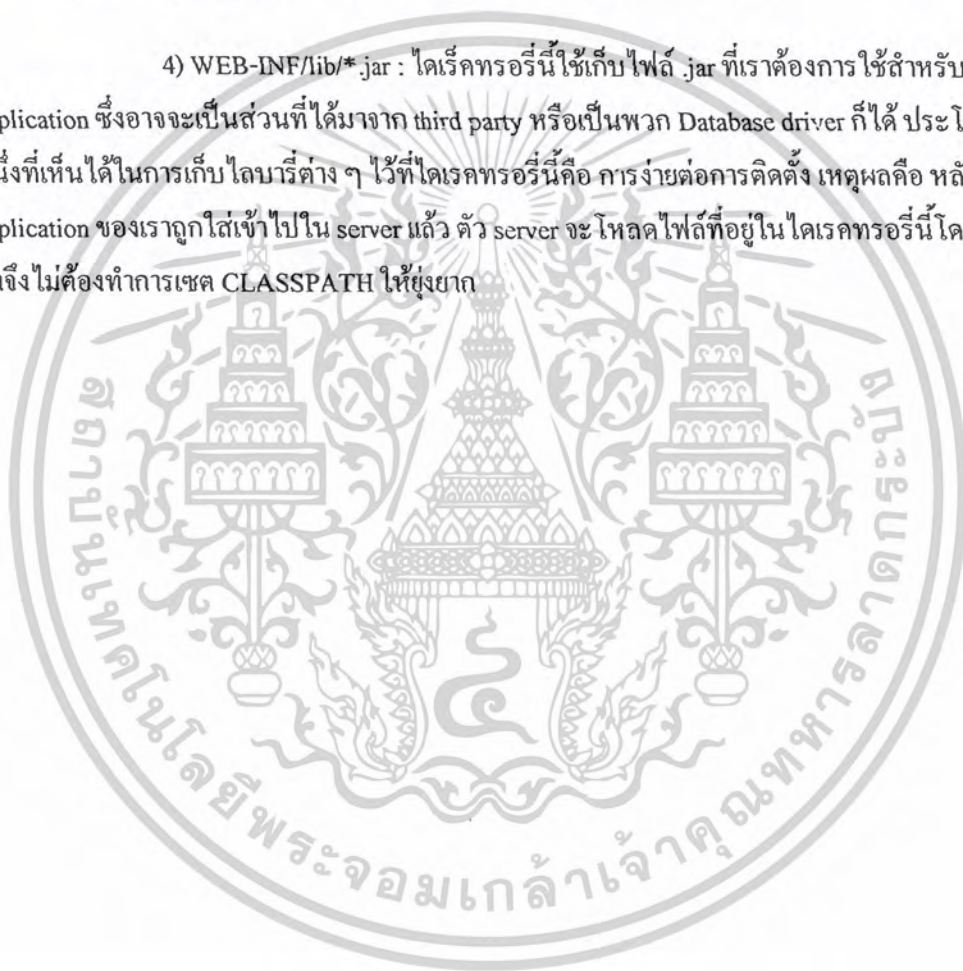 4) WEB-INF/lib/*.jar : ไดเร็คทรอรี่นี้ใช้เก็บไฟล์ .jar ที่เราต้องการใช้สำหรับ
plication ซึ่งอาจจะเป็นส่วนที่ได้มาจาก third party หรือเป็นพวก Database driver ก็ได้ ประโ
นึ่งที่เห็นได้ในการเก็บไลบารี่ต่าง ๆ ไว้ที่ไดเรคทรอรี่นี้คือ การง่ายต่อการติดตั้ง เหตุผลคือ หลั
plication ของเราถูกใส่เข้าไปใน server แล้ว ตัว server จะโหลดไฟล์ที่อยู่ในไดเรคทรอรี่นี้โด
จึงไม่ต้องทำการเซต CLASSPATH ให้ยุ่งยาก
สถาบันเทคโนโลยีพระจอมเกล้าเจ้าคุณทหารลาดกระบัง